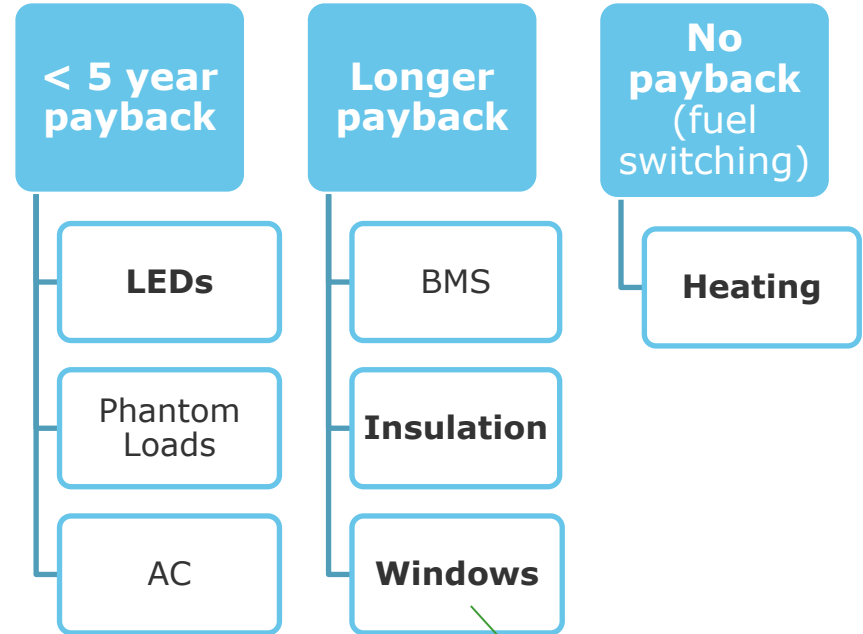 < 5 year
payback
LEDs
Phantom
Loads
AC
Longer
payback
BMS
Insulation
Windows
No
payback
(fuel
switching)
Heating